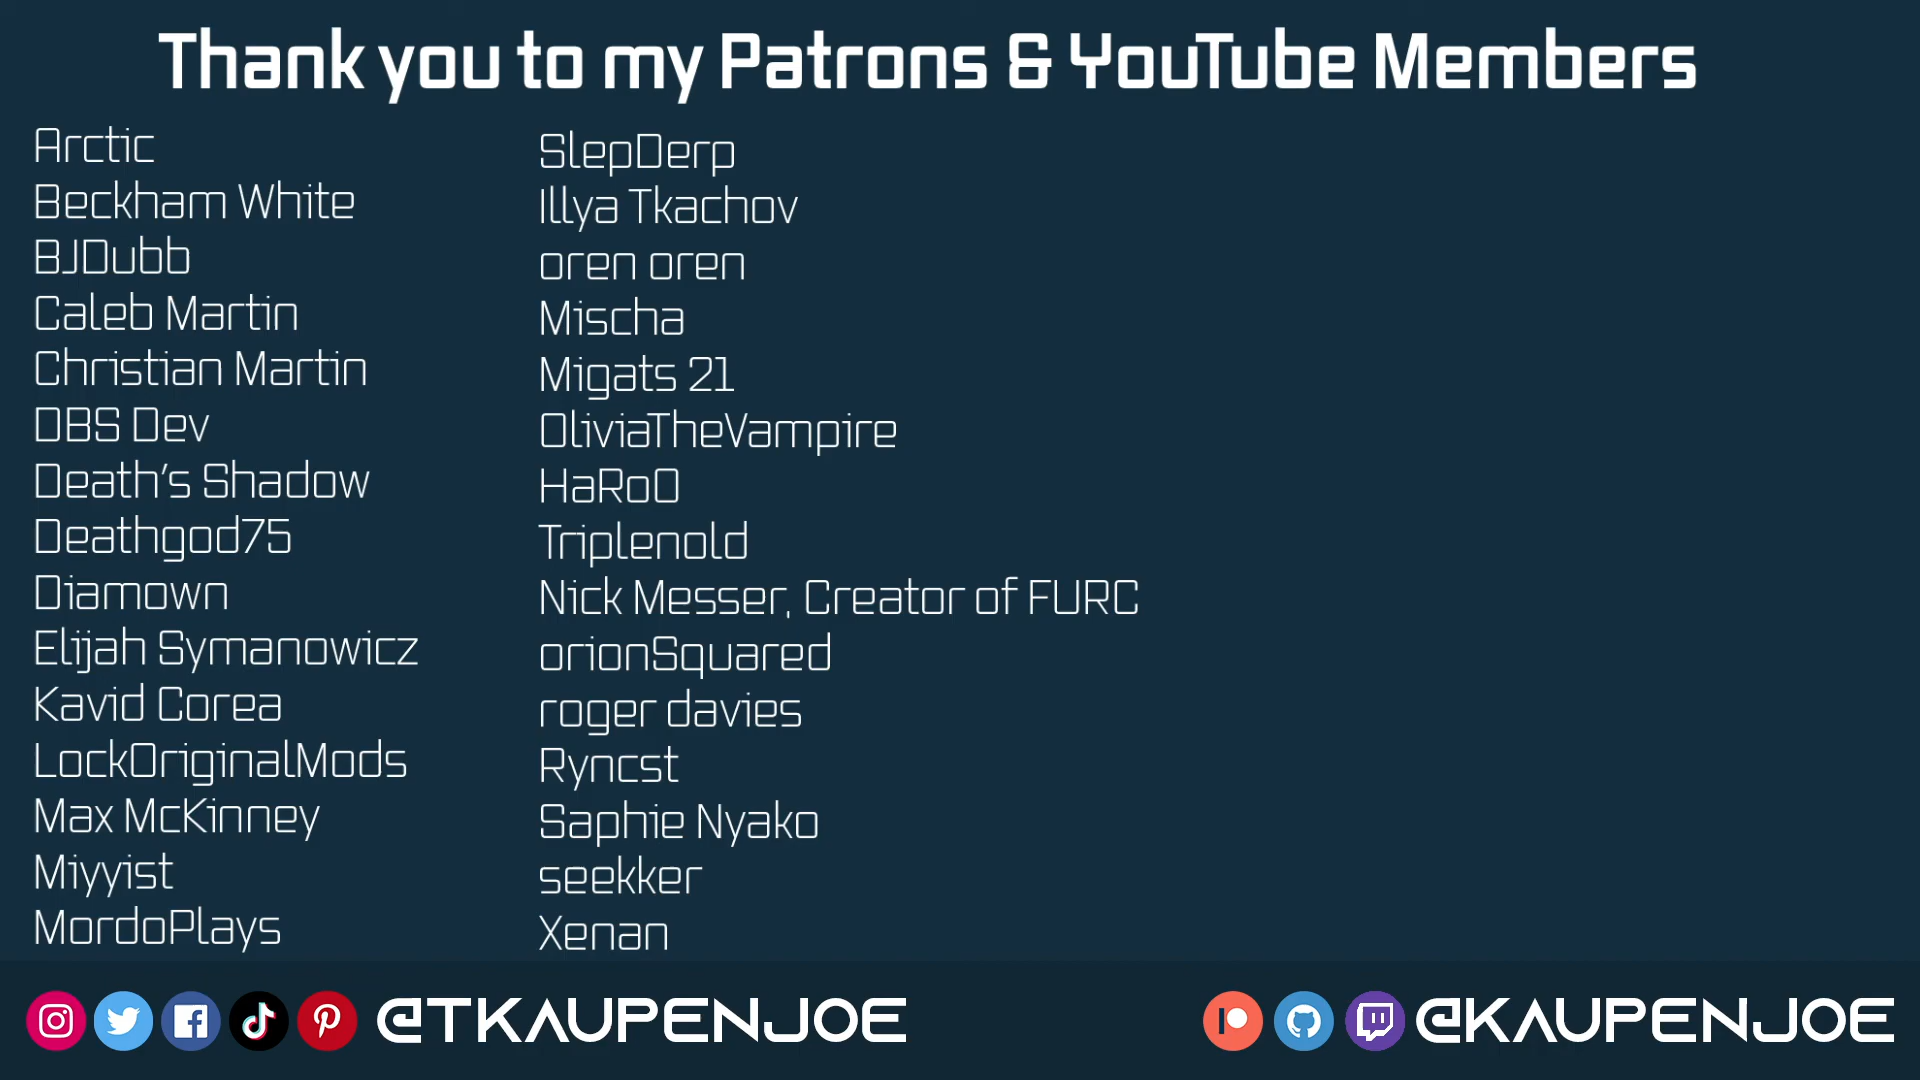 Thank you to my Patrons & YouTube Members
Arctic
Beckham White
BJDubb
Caleb Martin
Christian Martin
DBS Dev
Death's Shadow
Deathgod75
Diamown
Elijah Symanowicz
Kavid Corea
LockOriginalMods
Max McKinney
Miyyist
MordoPlays
SlepDerp
Illya Tkachov
oren oren
Mischa
Migats 21
OliviaTheVampire
HaRoO
Triplenold
Nick Messer, Creator of FURC
orionSquared
roger davies
Ryncst
Saphie Nyako
seekker
Xenan
@TKAUPENJOE
@KAUPENJOE